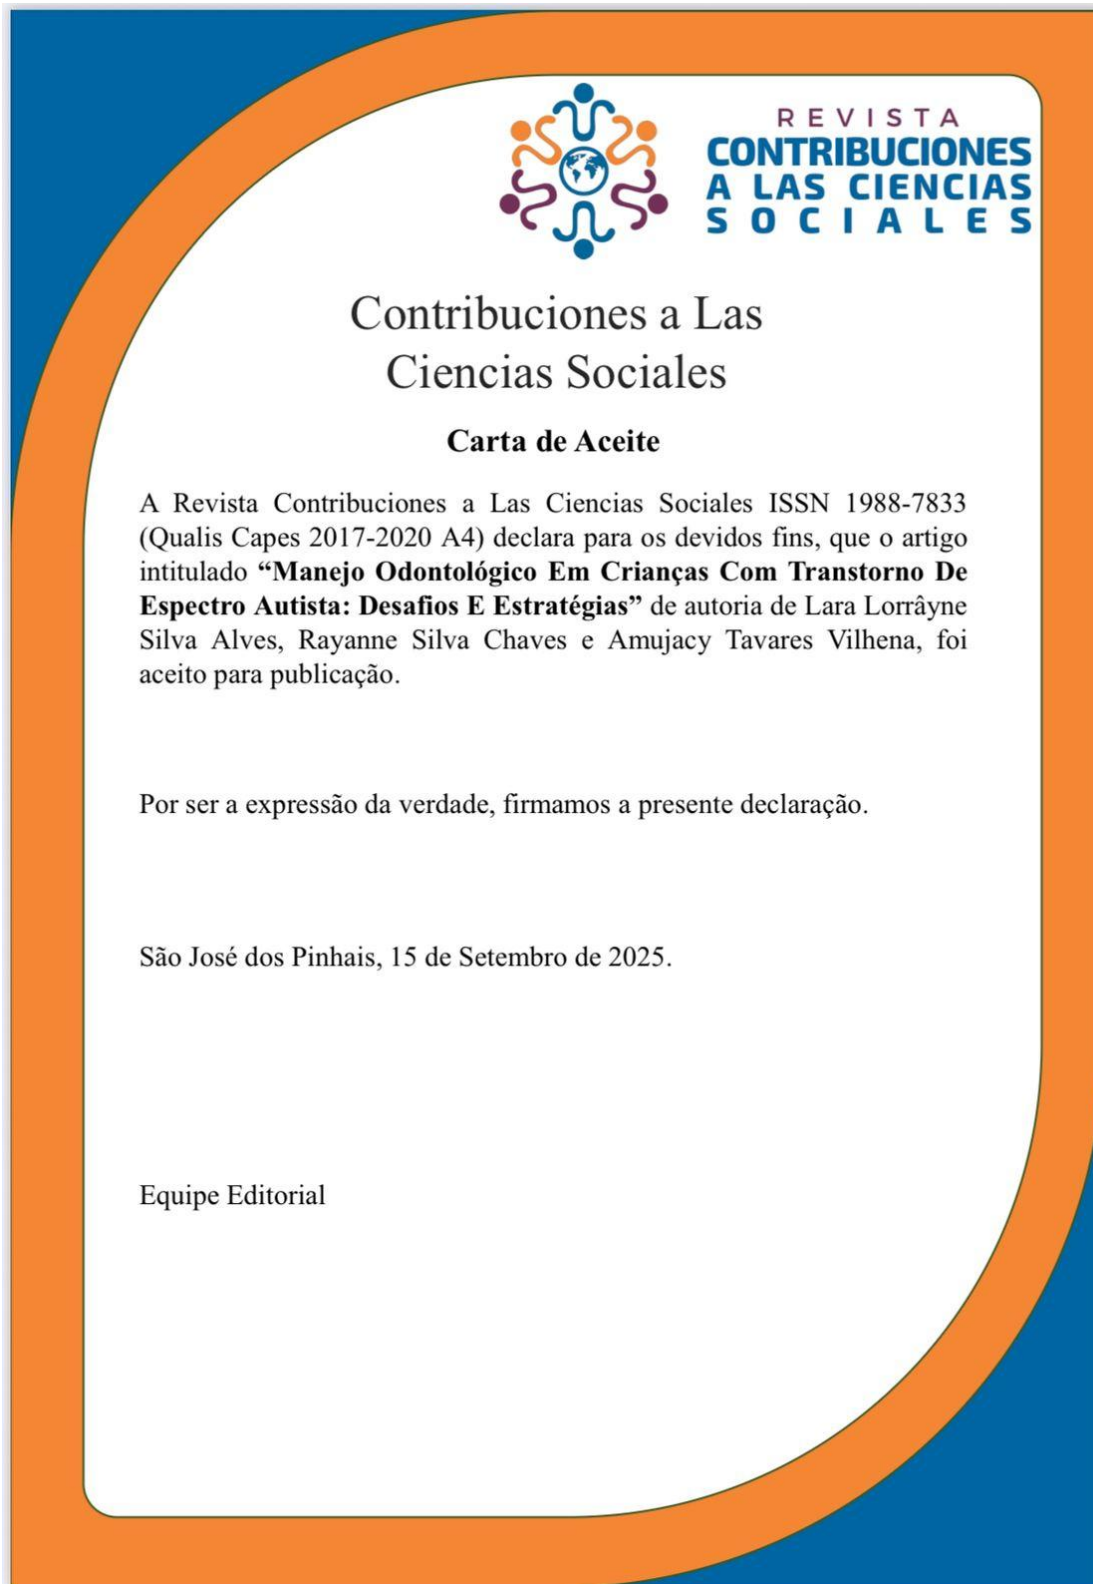 REVISTA
CONTRIBUCIONES
A LAS CIENCIAS
SOCIALES
Contribuciones a Las
Ciencias Sociales
Carta de Aceite
A Revista Contribuciones a Las Ciencias Sociales ISSN 1988-7833
(Qualis Capes 2017-2020 A4) declara para os devidos fins, que o artigo
intitulado “Manejo Odontológico Em Crianças Com Transtorno De
Espectro Autista: Desafios E Estratégias” de autoria de Lara Lorrâyne
Silva Alves, Rayanne Silva Chaves e Amujacy Tavares Vilhena, foi
aceito para publicação.
Por ser a expressão da verdade, firmamos a presente declaração.
São José dos Pinhais, 15 de Setembro de 2025.
Equipe Editorial